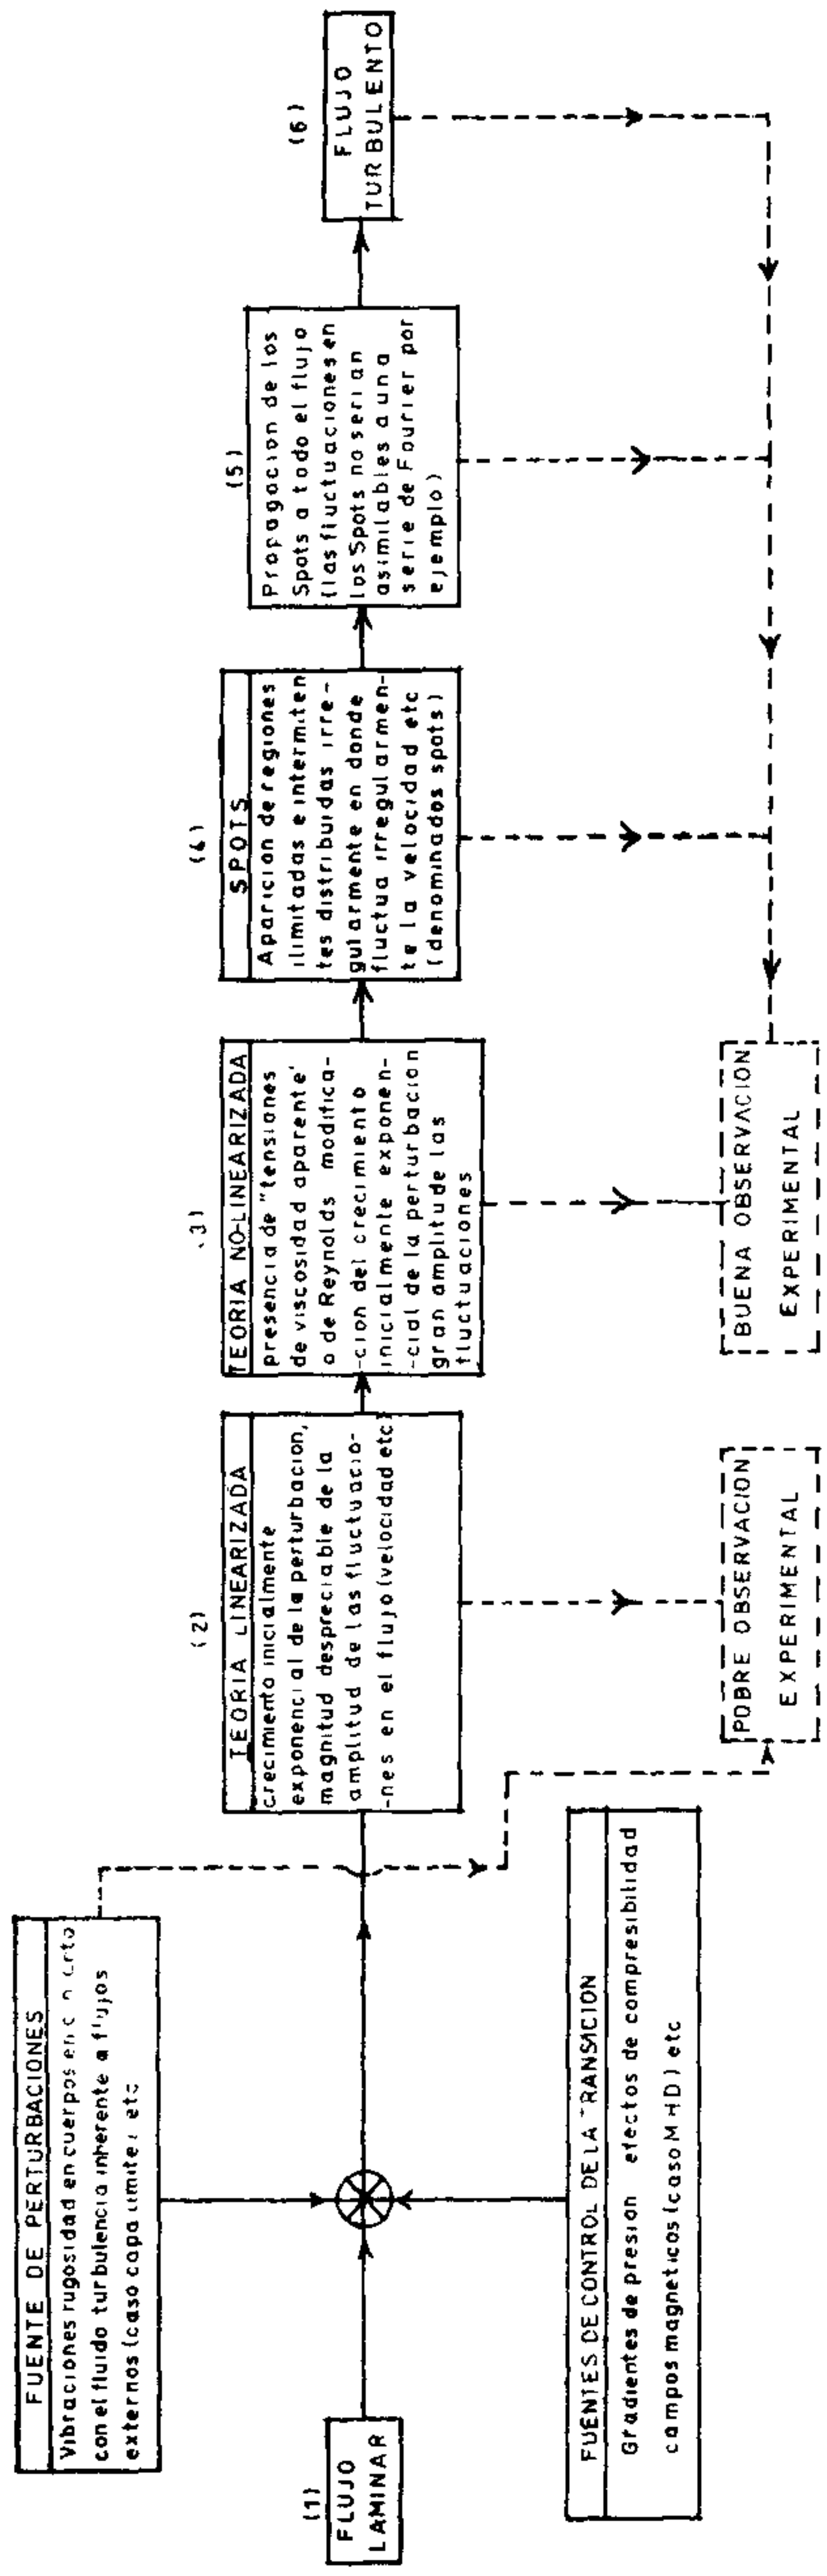 FUENTE DE PERTURBACIONES
Vibraciones rugosidad en cuerpos en
con el fluido turbulencia inherente a flujos
externos (caso capa limite) etc
(1)
FLUJO
LAMINAR
FUENTES DE CONTROL DE LA TRANSICION
Gradientes de presion efectos de compresibilidad
campos magneticos (caso MHD) etc
(2)
TEORIA LINEARIZADA
crecimiento inicialmente
exponencial de la perturbacion,
magnitud despreciable de la
amplitud de las fluctuacio-
-nes en el flujo (velocidad etc)
(3)
TEORIA NO-LINEARIZADA
presencia de "tensiones
de viscosidad aparente'
o de Reynolds modifica-
-cion del crecimiento
inicialmente exponen-
-cial de la perturbacion
gran amplitud de las
fluctuaciones
(4)
SPOTS
Aparicion de regiones
ilimitadas e intermiten
tes distribuidas irre-
gularmente en donde
fluctua irregularmen-
te la velocidad etc
(denominados spots)
(5)
Propagacion de los
Spots a todo el flujo
(las fluctuaciones en
los Spots no serian
asimilables a una
serie de Fourier por
ejemplo)
(6)
FLUJO
TURBULENTO
POBRE OBSERVACION
EXPERIMENTAL
BUENA OBSERVACION
EXPERIMENTAL